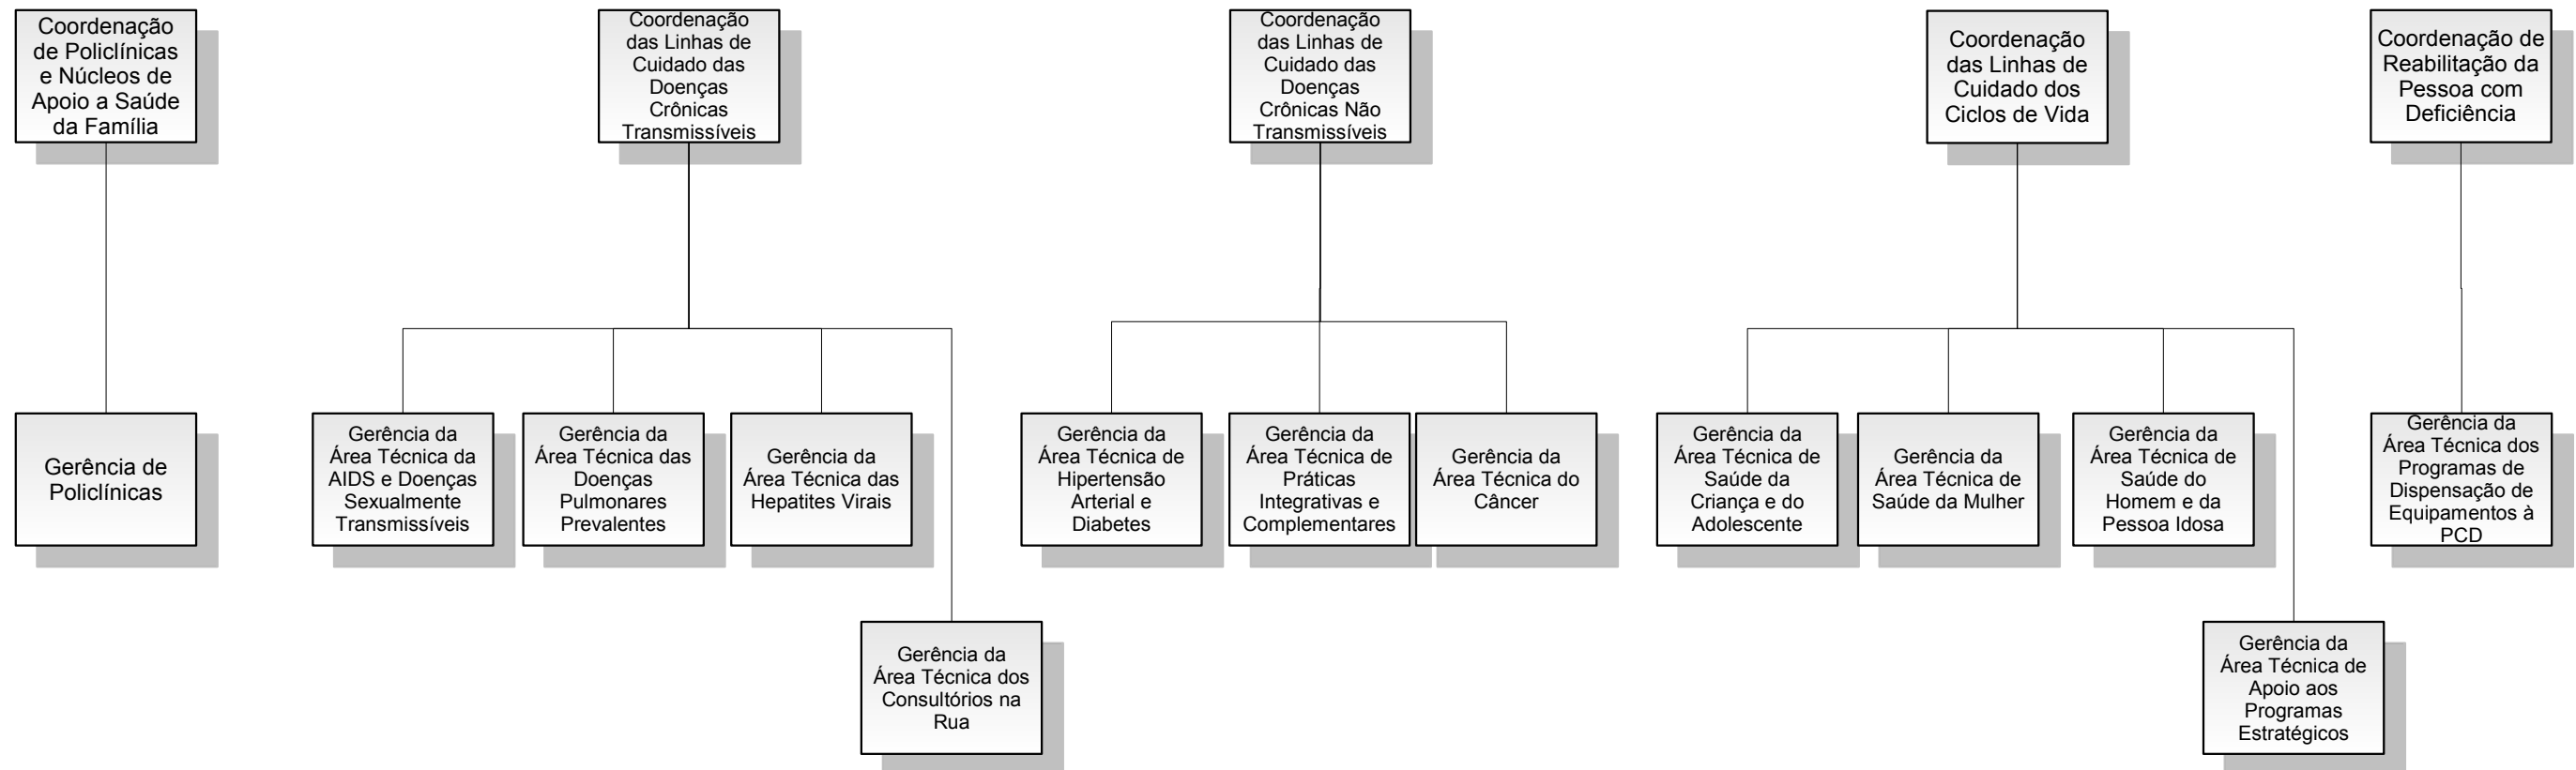 Coordenação
de Policlínicas
e Núcleos de
Apoio a Saúde
da Família
Coordenação
das Linhas de
Cuidado das
Doenças
Crônicas
Transmissíveis
Coordenação
das Linhas de
Cuidado das
Doenças
Crônicas Não
Transmissíveis
Coordenação
das Linhas de
Cuidado dos
Ciclos de Vida
Coordenação de
Reabilitação da
Pessoa com
Deficiência
Gerência de
Policlínicas
Gerência da
Área Técnica da
AIDS e Doenças
Sexualmente
Transmissíveis
Gerência da
Área Técnica das
Doenças
Pulmonares
Prevalentes
Gerência da
Área Técnica das
Hepatites Virais
Gerência da
Área Técnica de
Hipertensão
Arterial e
Diabetes
Gerência da
Área Técnica de
Práticas
Integrativas e
Complementares
Gerência da
Área Técnica do
Câncer
Gerência da
Área Técnica de
Saúde da
Criança e do
Adolescente
Gerência da
Área Técnica de
Saúde da Mulher
Gerência da
Área Técnica de
Saúde do
Homem e da
Pessoa Idosa
Gerência da
Área Técnica dos
Programas de
Dispensação de
Equipamentos à
PCD
Gerência da
Área Técnica dos
Consultórios na
Rua
Gerência da
Área Técnica de
Apoio aos
Programas
Estratégicos